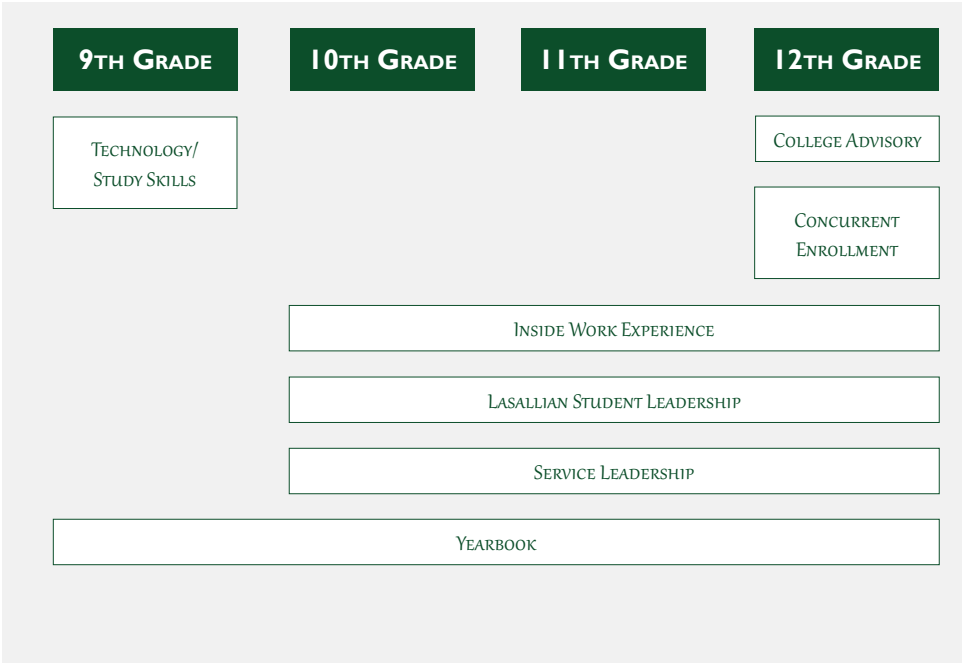 9th Grade
10th Grade
11th Grade
12th Grade
Technology/
Study Skills
College Advisory
Concurrent
Enrollment
Inside Work Experience
Lasallian Student Leadership
Service Leadership
Yearbook